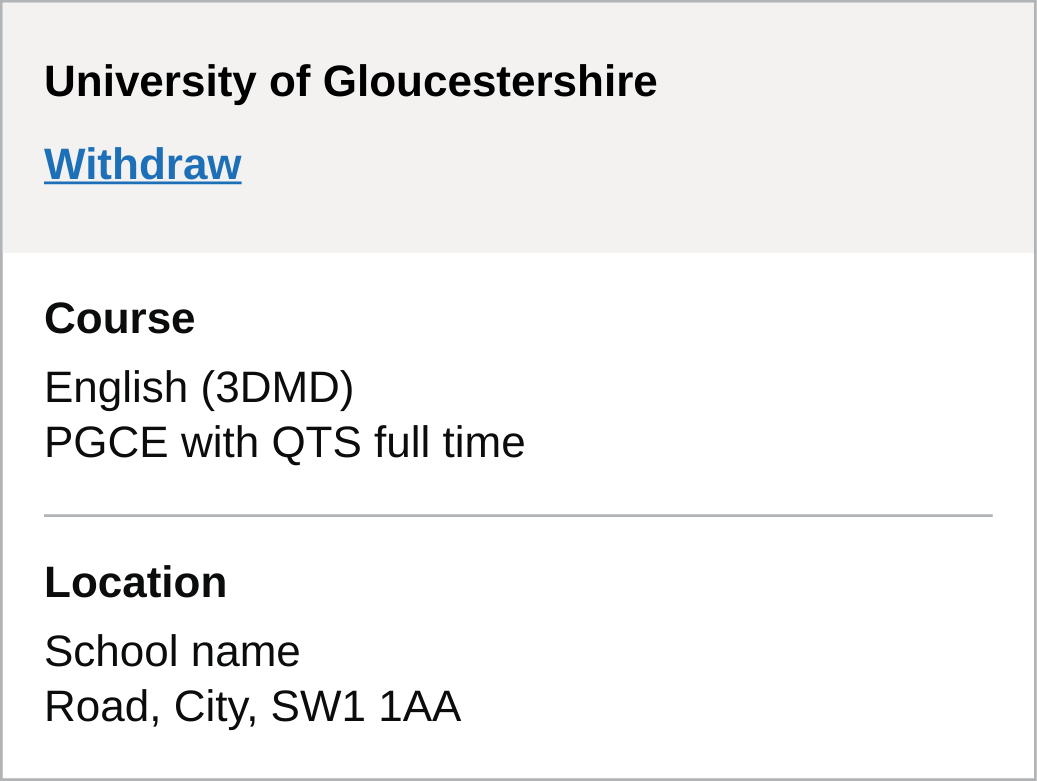 University of Gloucestershire
Withdraw
Course
English (3DMD)
PGCE with QTS full time
Location
School name
Road, City, SW1 1AA